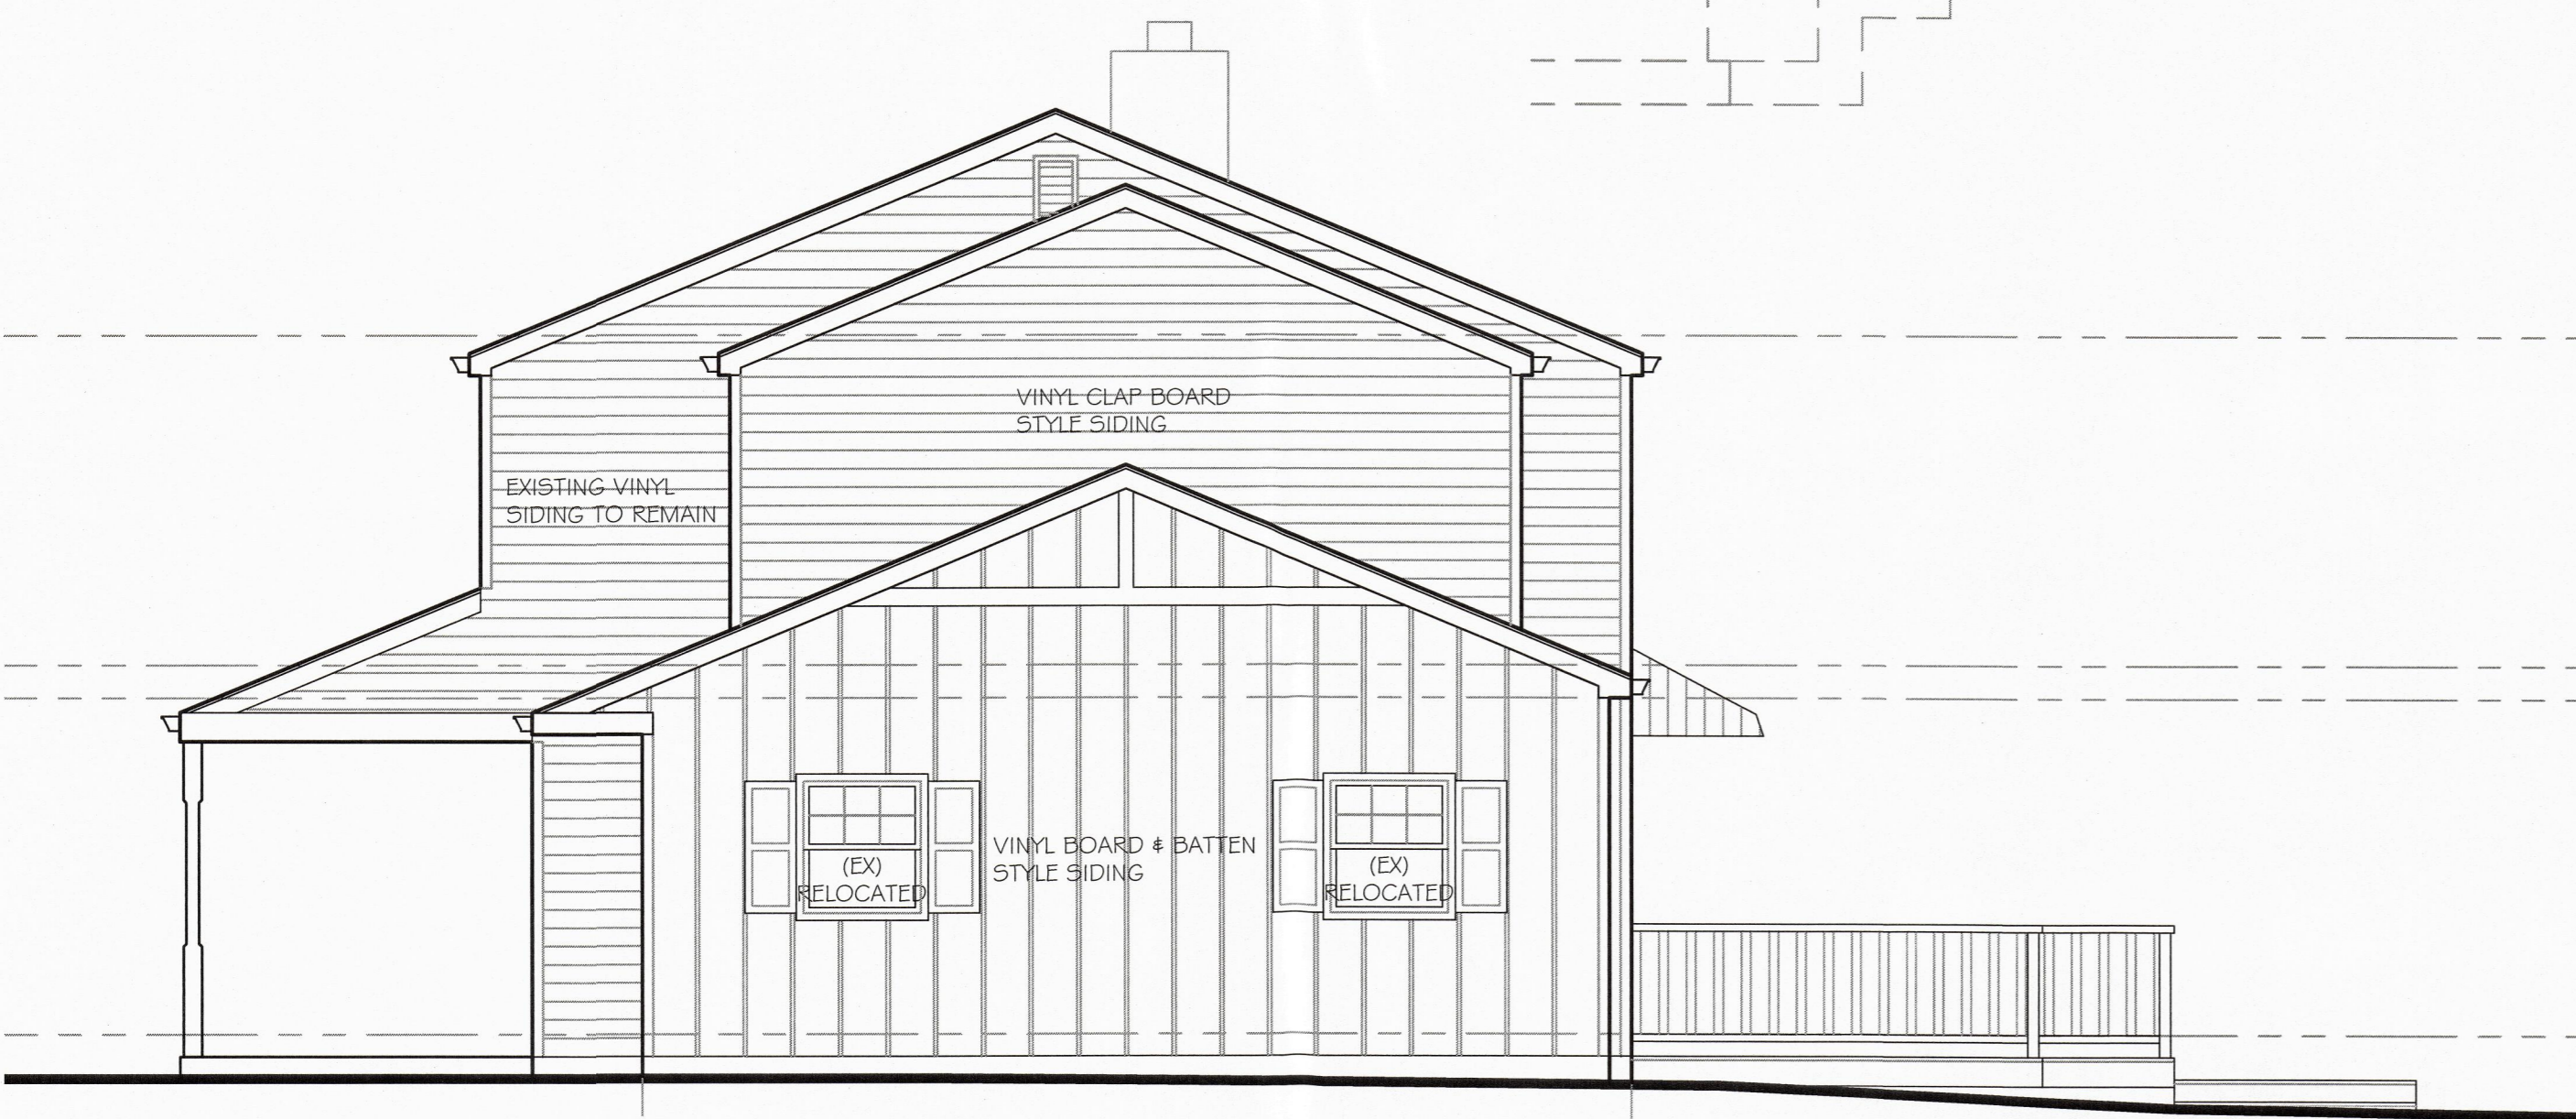 VINYL CLAP BOARD
STYLE SIDING
EXISTING VINYL
SIDING TO REMAIN
VINYL BOARD & BATTEN
STYLE SIDING
(EX)
RELOCATED
(EX)
RELOCATED